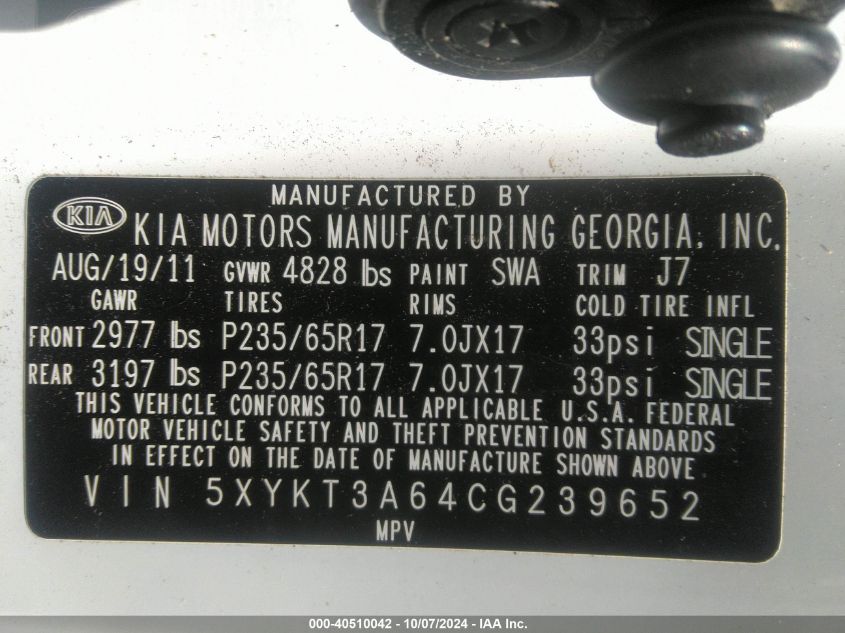 MANUFACTURED BY
KIA KIA MOTORS MANUFACTURING GEORGIA, INC.
AUG/19/11 GVWR 4828 lbs PAINT SWA TRIM J7
GAWR TIRES RIMS COLD TIRE INFL
FRONT 2977 lbs P235/65R17 7.0JX17 33psi SINGLE
REAR 3197 lbs P235/65R17 7.0JX17 33psi SINGLE
THIS VEHICLE CONFORMS TO ALL APPLICABLE U.S.A. FEDERAL
MOTOR VEHICLE SAFETY AND THEFT PREVENTION STANDARDS
IN EFFECT ON THE DATE OF MANUFACTURE SHOWN ABOVE
VIN 5XYKT3A64CG239652
MPV
000-40510042 - 10/07/2024 - IAA Inc.